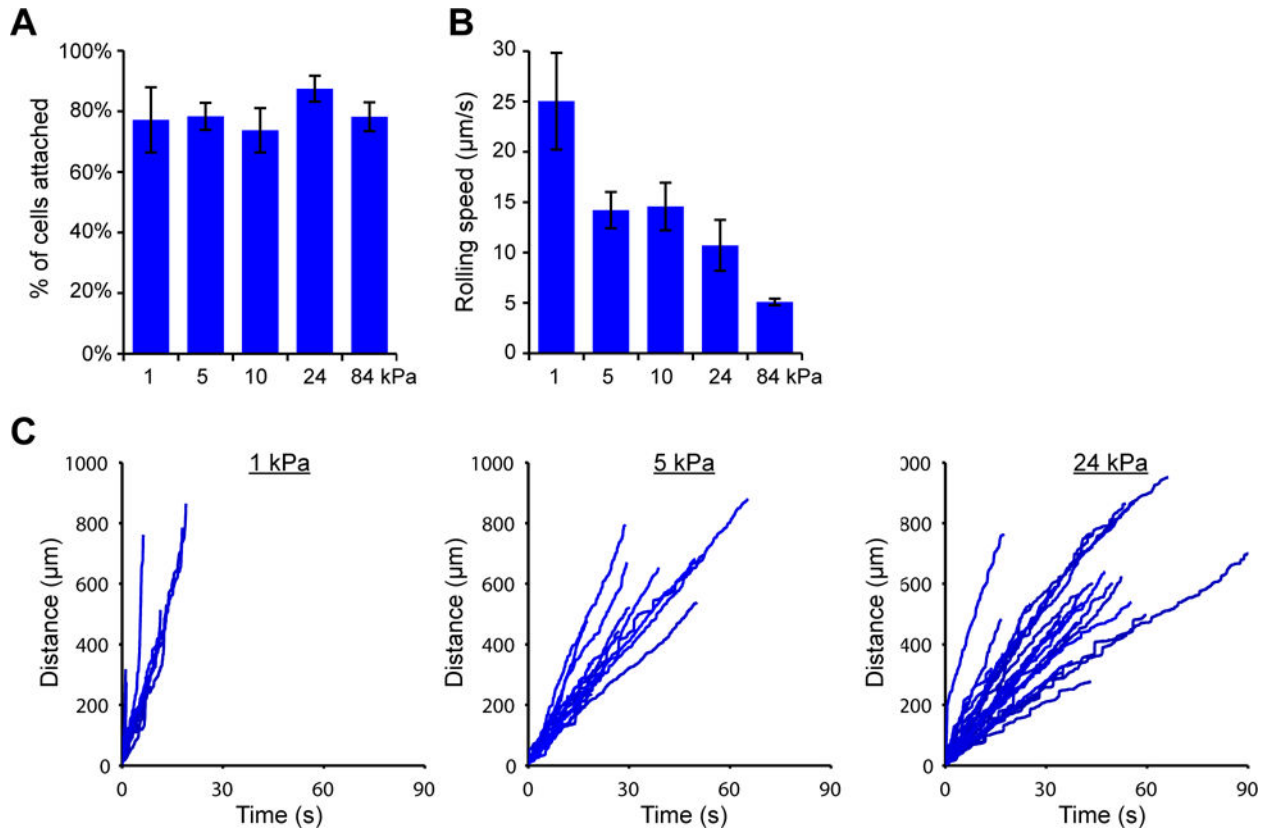 A
% of cells attached
100%
80%
60%
40%
20%
0%
1 5 10 24 84 kPa
B
Rolling speed (µm/s)
30
25
20
15
10
5
0
1 5 10 24 84 kPa
C
1 kPa
Distance (µm)
1000
800
600
400
200
0
0 30 60 90
Time (s)
5 kPa
Distance (µm)
1000
800
600
400
200
0
0 30 60 90
Time (s)
24 kPa
Distance (µm)
000
800
600
400
200
0
0 30 60 90
Time (s)